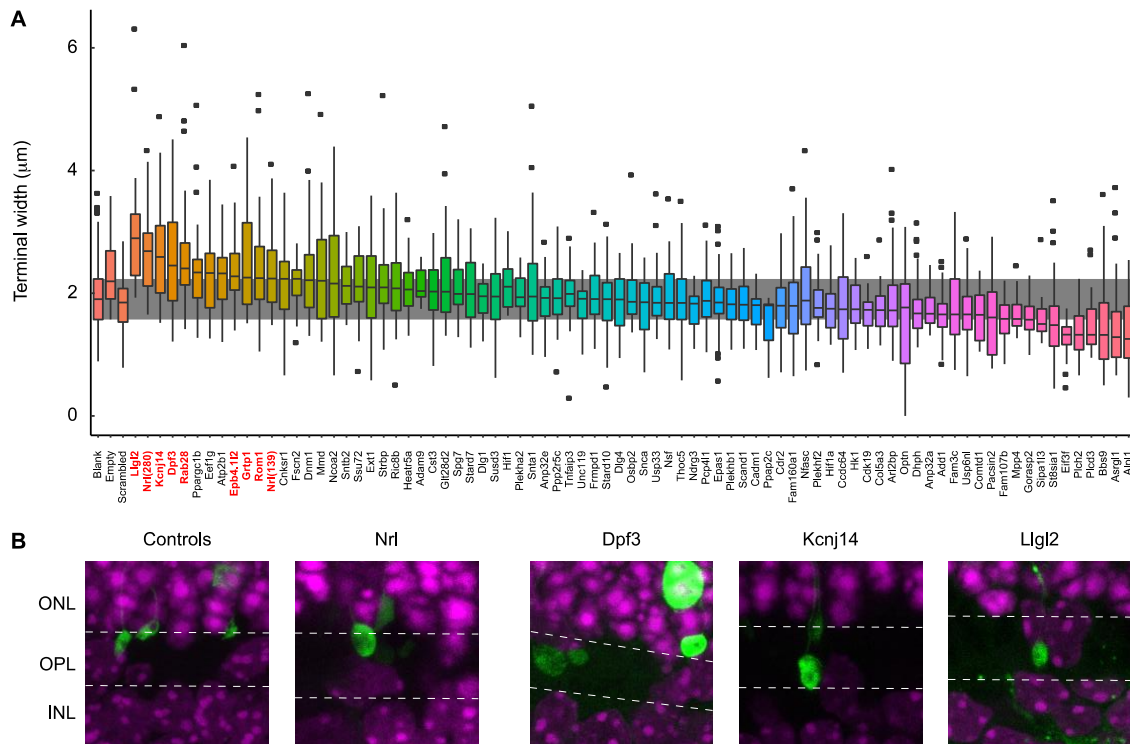 A
Terminal width (μm)
6
4
2
0
Blank
Empty
Scrambled
Llgl2
Nrl(280)
Kcnj14
Dpf3
Rab28
Ppargc1b
Eef1g
Atp2b1
Epb4.1l2
Grtp1
Rom1
Nrl(139)
Cnksr1
Fscn2
Dnm1
Mmd
Ncoa2
Sntb2
Ssu72
Ext1
Strbp
Ric8b
Heatr5a
Adam9
Cst3
Glt28d2
Spg7
Stard7
Dlg1
Susd3
Hif1
Plekha2
Snta1
Anp32e
Ppp2r5c
Tnfaip3
Unc119
Frmpd1
Stard10
Dlg4
Osbp2
Snca
Usp33
Nsf
Thoc5
Ndrg3
Pcp4l1
Epas1
Plekhb1
Scand1
Cadm1
Ppap2c
Cdr2
Fam160a1
Nfasc
Plekhf2
Hif1a
Ccdc64
Hk1
Cdk19
Col5a3
Arl2bp
Optn
Dhph
Anp32a
Add1
Fam3c
Usp6nl
Comtd1
Pacsin2
Fam107b
Mpp4
Gorasp2
Sipa1l3
St8sia1
Eif3f
Plch2
Plcd3
Bbs9
Asrgl1
B
Controls
Nrl
Dpf3
Kcnj14
Llgl2
ONL
OPL
INL